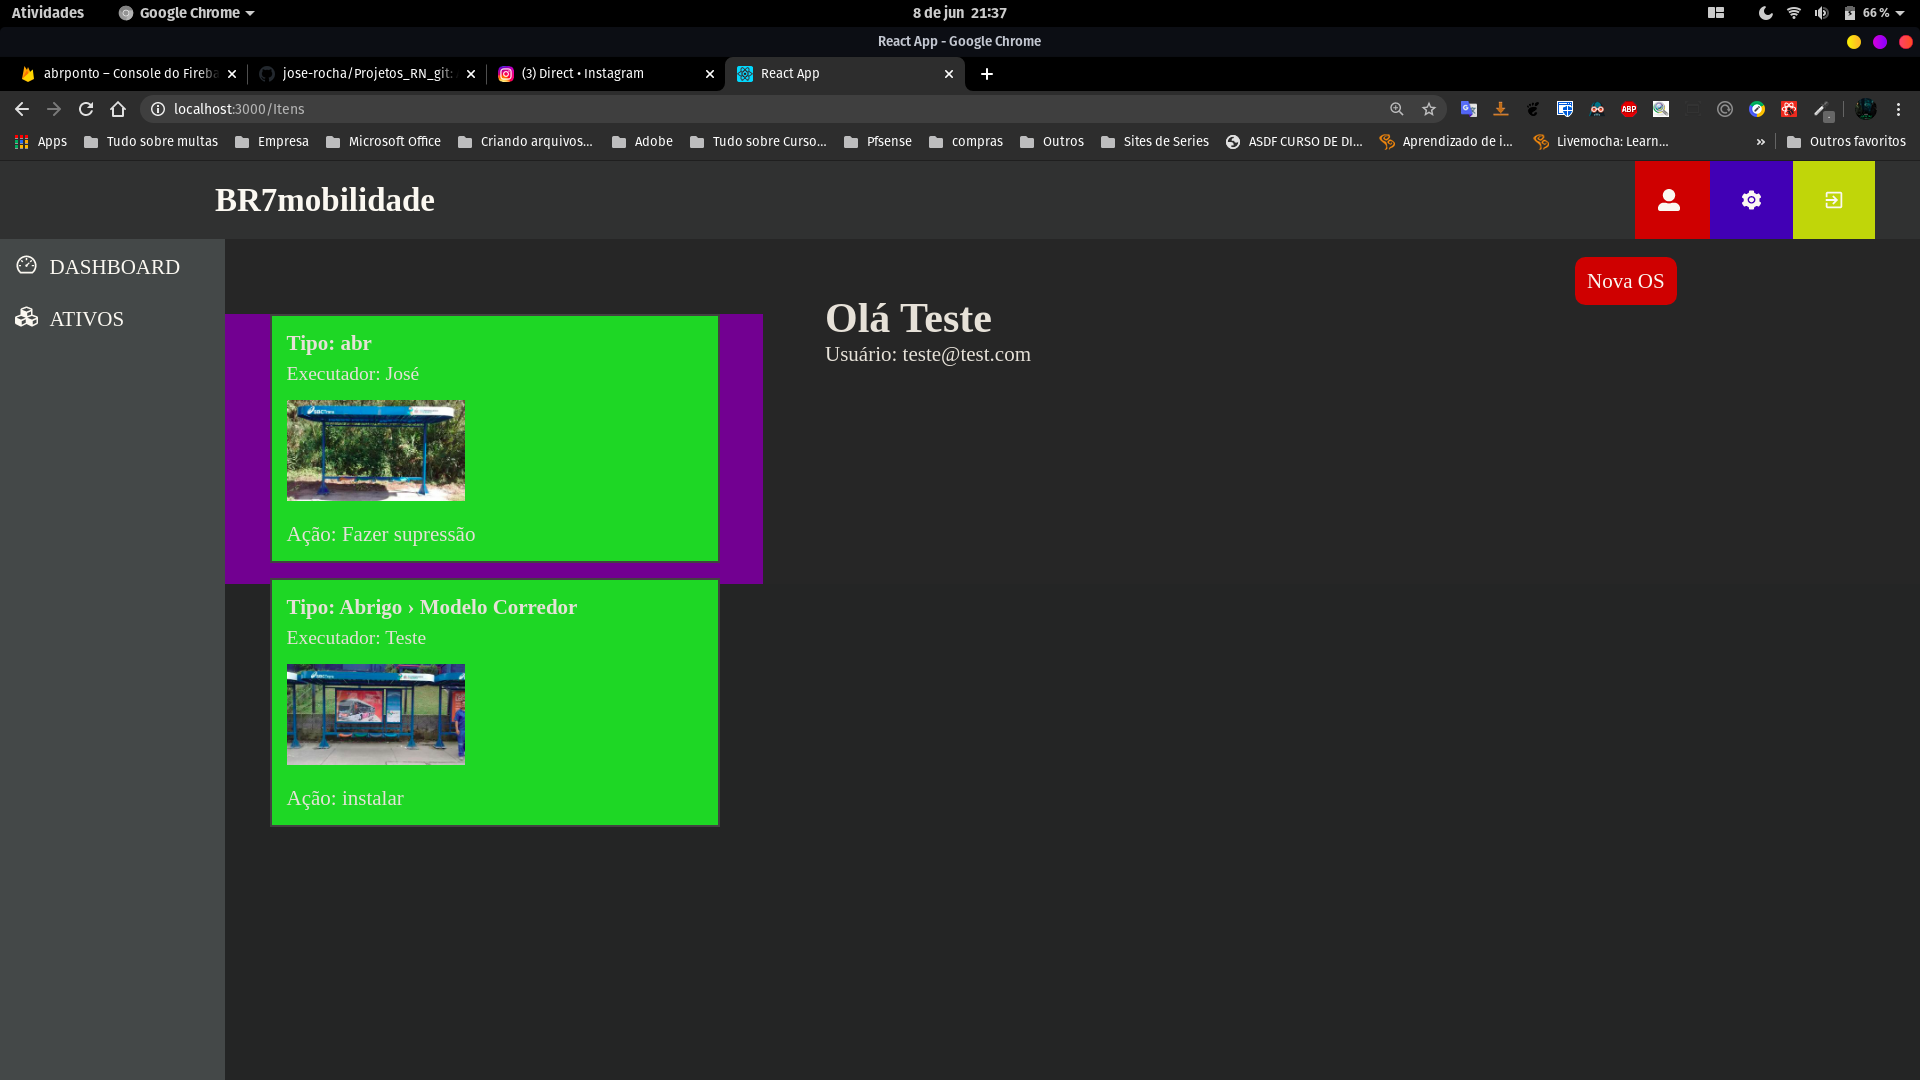 Atividades
Google Chrome
8 de jun 21:37
66 %
React App - Google Chrome
abrponto – Console do Fireba
jose-rocha/Projetos_RN_git:
(3) Direct • Instagram
React App
localhost:3000/Itens
ABP
Apps
Tudo sobre multas
Empresa
Microsoft Office
Criando arquivos...
Adobe
Tudo sobre Curso...
Pfsense
compras
Outros
Sites de Series
ASDF CURSO DE DI...
Aprendizado de i...
Livemocha: Learn...
»
Outros favoritos
BR7mobilidade
DASHBOARD
ATIVOS
Nova OS
Olá Teste
Usuário: teste@test.com
Tipo: abr
Executador: José
Ação: Fazer supressão
Tipo: Abrigo › Modelo Corredor
Executador: Teste
Ação: instalar